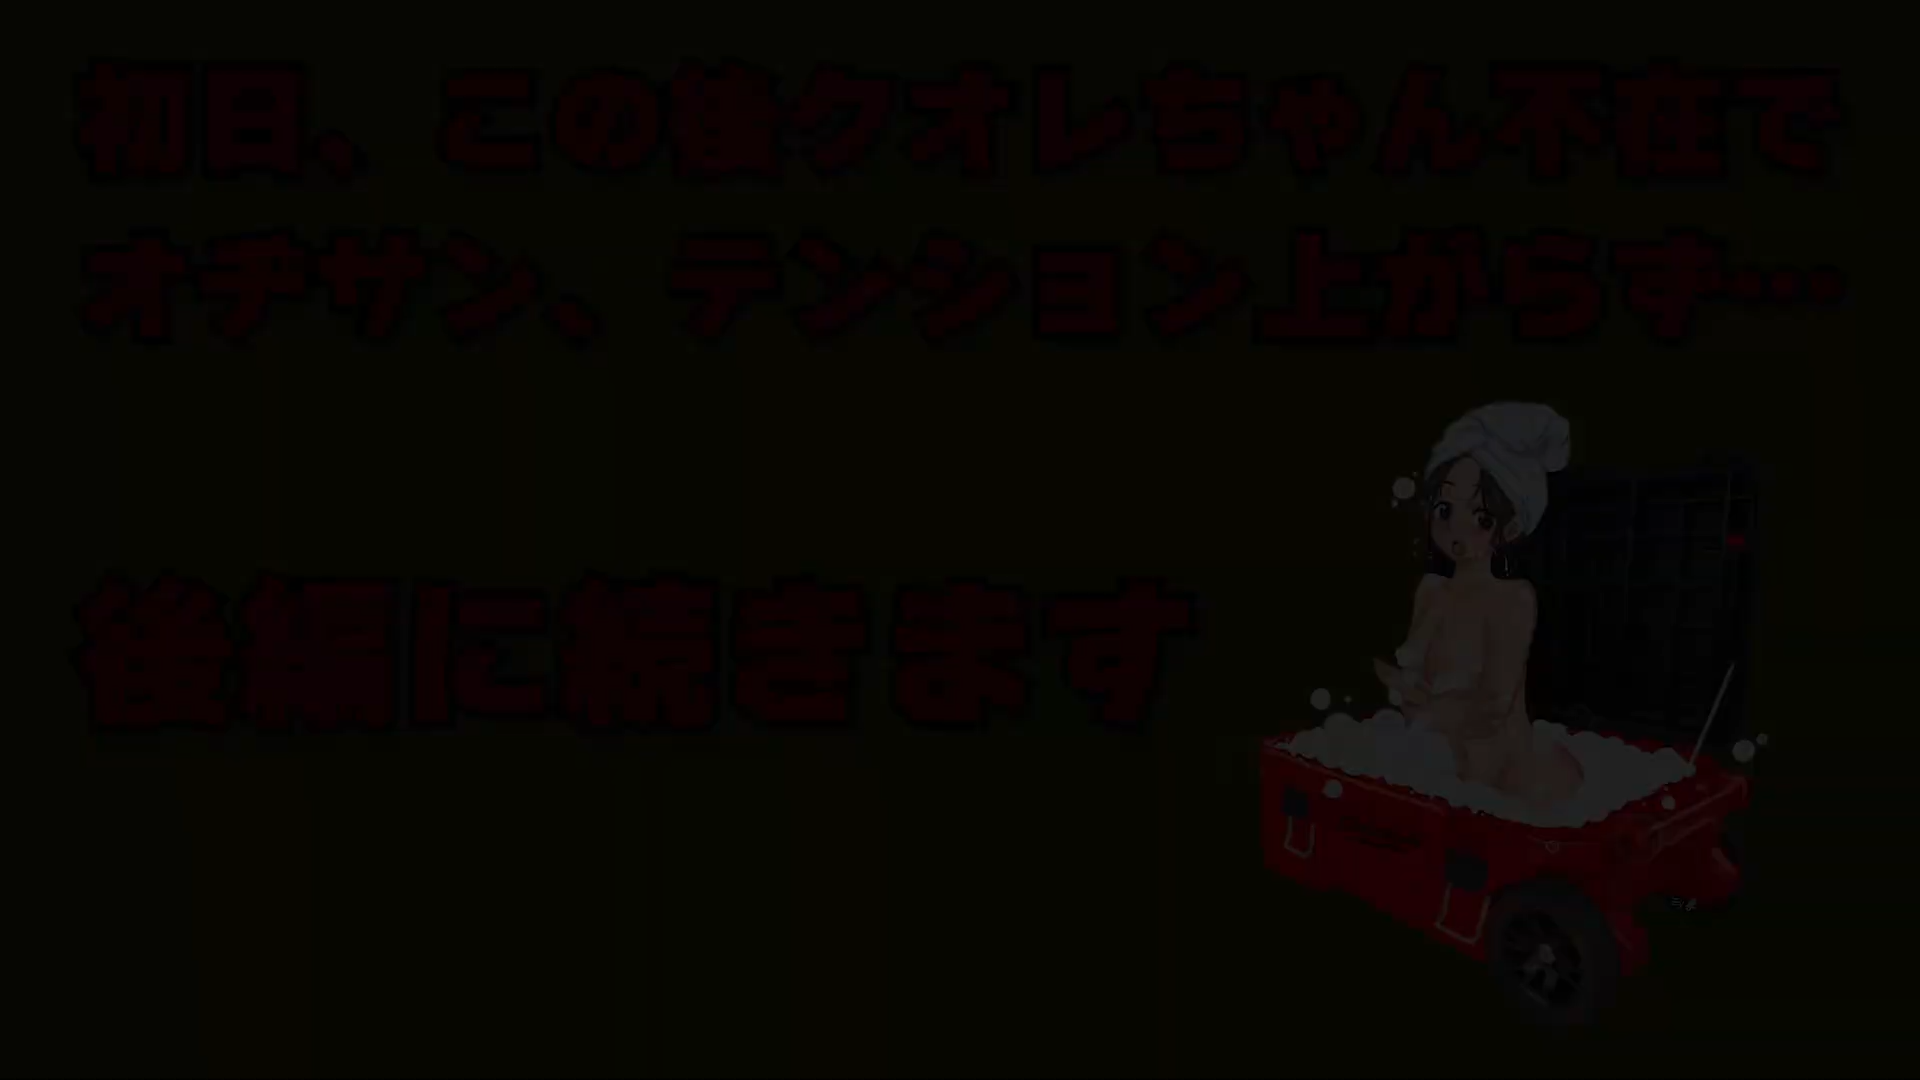 初日、この後クオレちゃん不在で
オヂサン、テンション上がらず…
後編に続きます